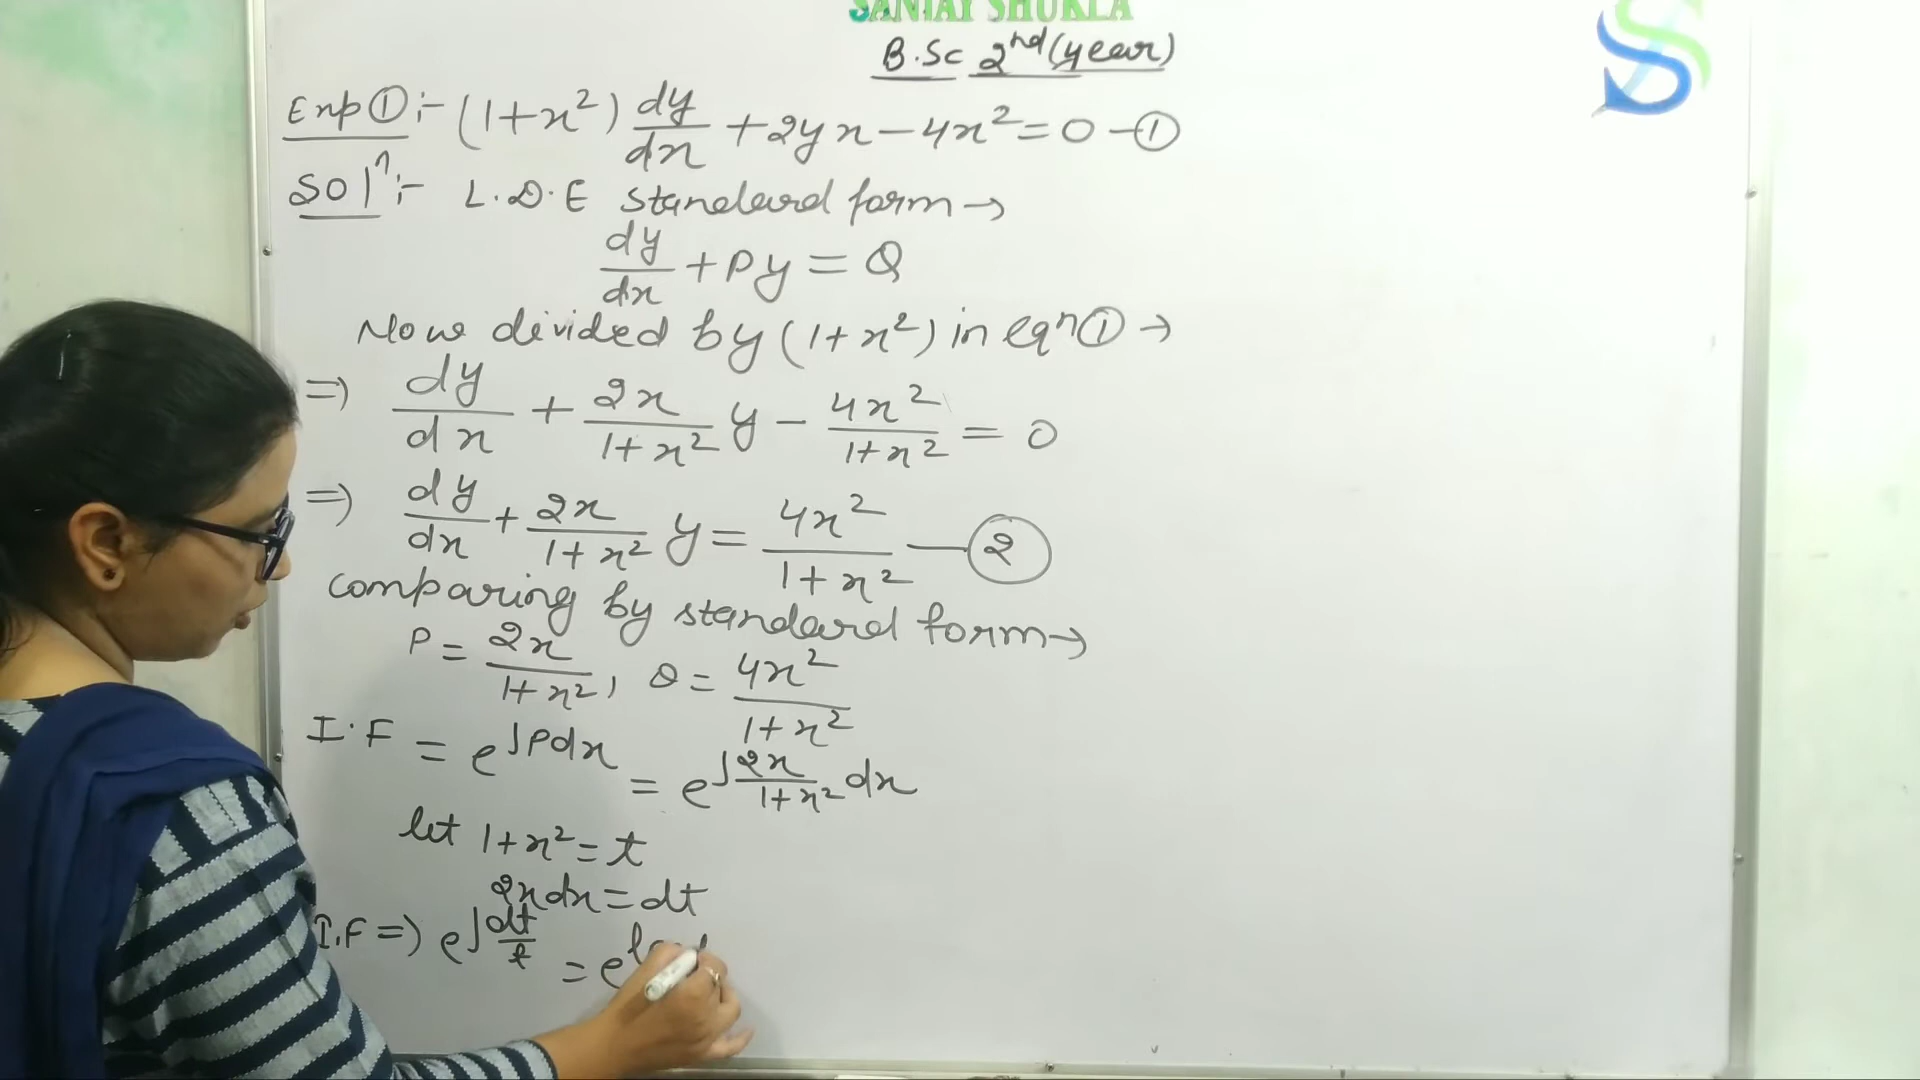 SANJAY SHUKLA
B.Sc 2nd (year)
Exp ① :- (1+x²) dy/dx + 2yx - 4x² = 0 - ①
Solⁿ :- L.D.E standard form →
dy/dx + Py = Q
Now divided by (1+x²) in eqⁿ ① →
⇒ dy/dx + 2x/1+x² y - 4x²/1+x² = 0
⇒ dy/dx + 2x/1+x² y = 4x²/1+x² — ②
comparing by standard form →
P = 2x/1+x², Q = 4x²/1+x²
I.F = e^∫Pdx = e^∫2x/1+x² dx
let 1+x² = t
2xdx = dt
I.F ⇒ e^∫dt/t = e